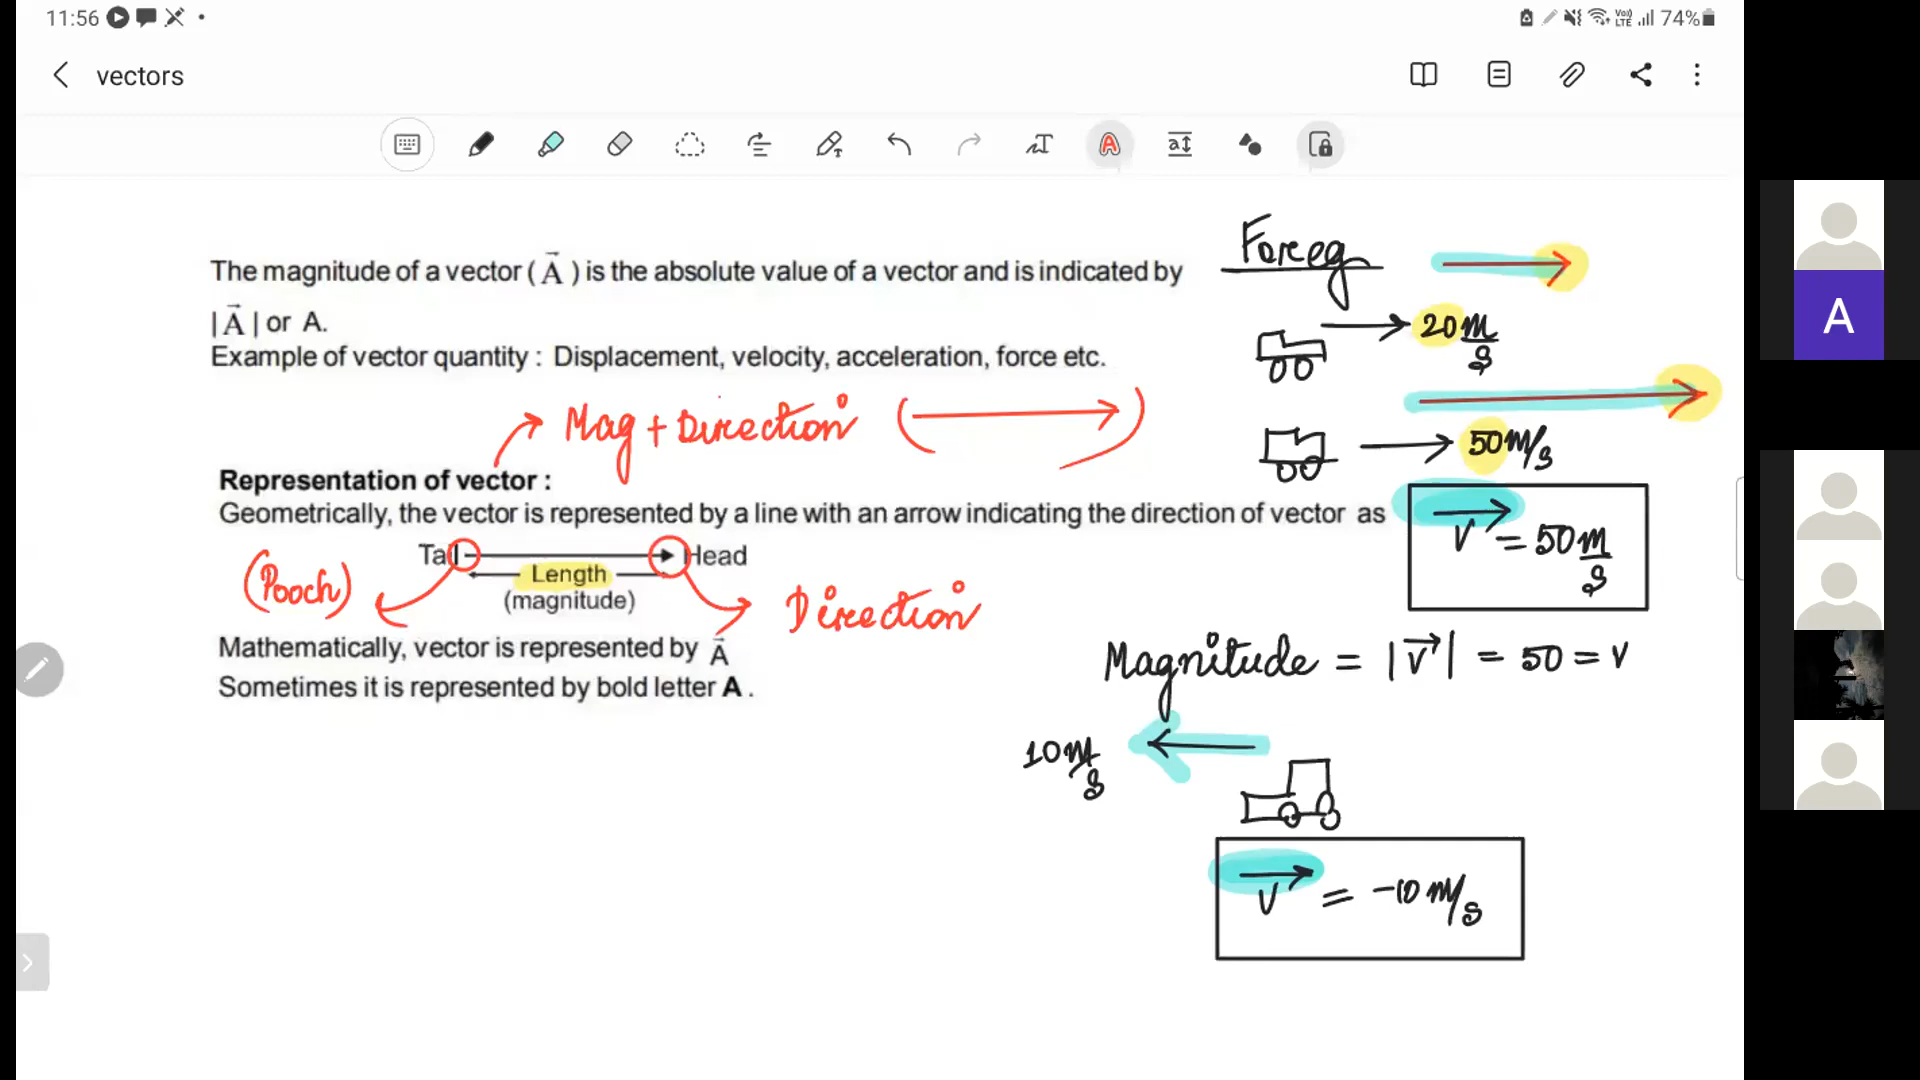 11:56
74%
vectors
The magnitude of a vector ( A⃗ ) is the absolute value of a vector and is indicated by
| A⃗ | or A.
Example of vector quantity : Displacement, velocity, acceleration, force etc.
Mag + Direction
Representation of vector :
Geometrically, the vector is represented by a line with an arrow indicating the direction of vector as
Tail Head
Length
(magnitude)
(Pooch)
Direction
Mathematically, vector is represented by A⃗
Sometimes it is represented by bold letter A .
For eg
20 m/s
50 m/s
v⃗ = 50 m/s
Magnitude = |v⃗| = 50 = v
10 m/s
v⃗ = -10 m/s
A